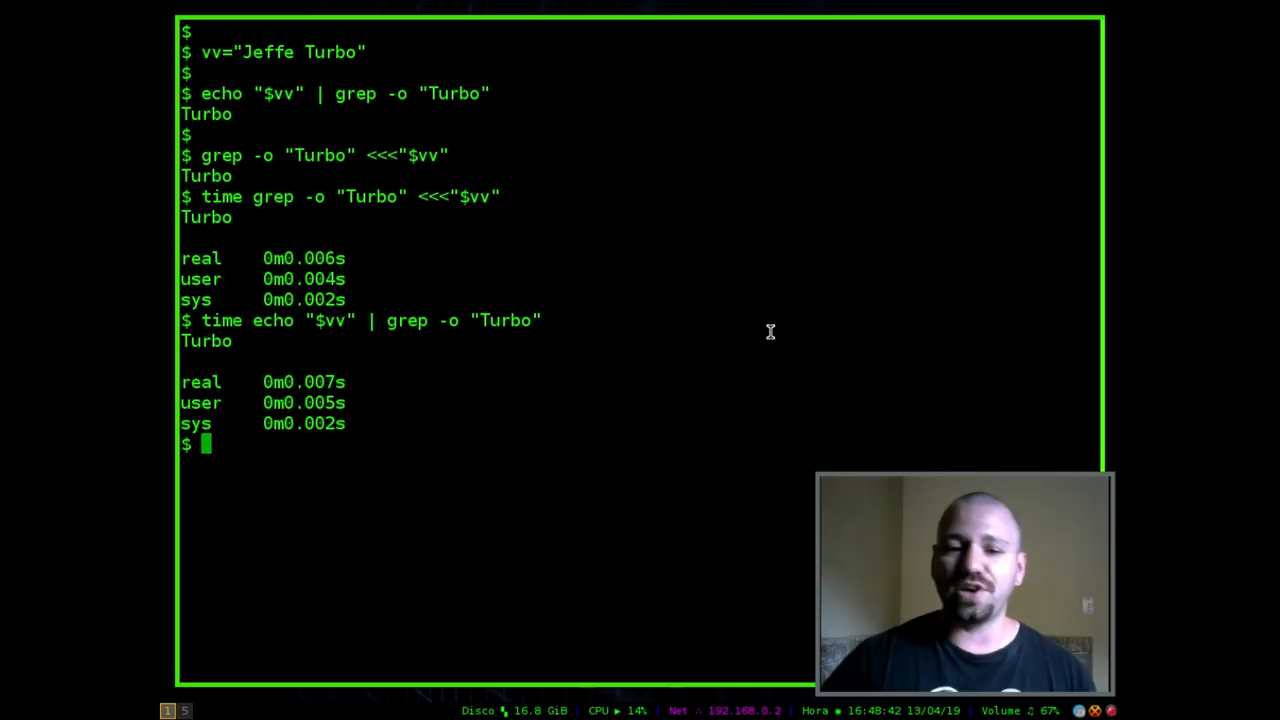 $
$ vv="Jeffe Turbo"
$
$ echo "$vv" | grep -o "Turbo"
Turbo
$
$ grep -o "Turbo" <<<"$vv"
Turbo
$ time grep -o "Turbo" <<<"$vv"
Turbo
real    0m0.006s
user    0m0.004s
sys     0m0.002s
$ time echo "$vv" | grep -o "Turbo"
Turbo
real    0m0.007s
user    0m0.005s
sys     0m0.002s
$
1 5 Disco 16.8 GiB | CPU ▶ 14% | Net 192.168.0.2 | Hora ◉ 16:48:42 13/04/19 | Volume ♫ 67%